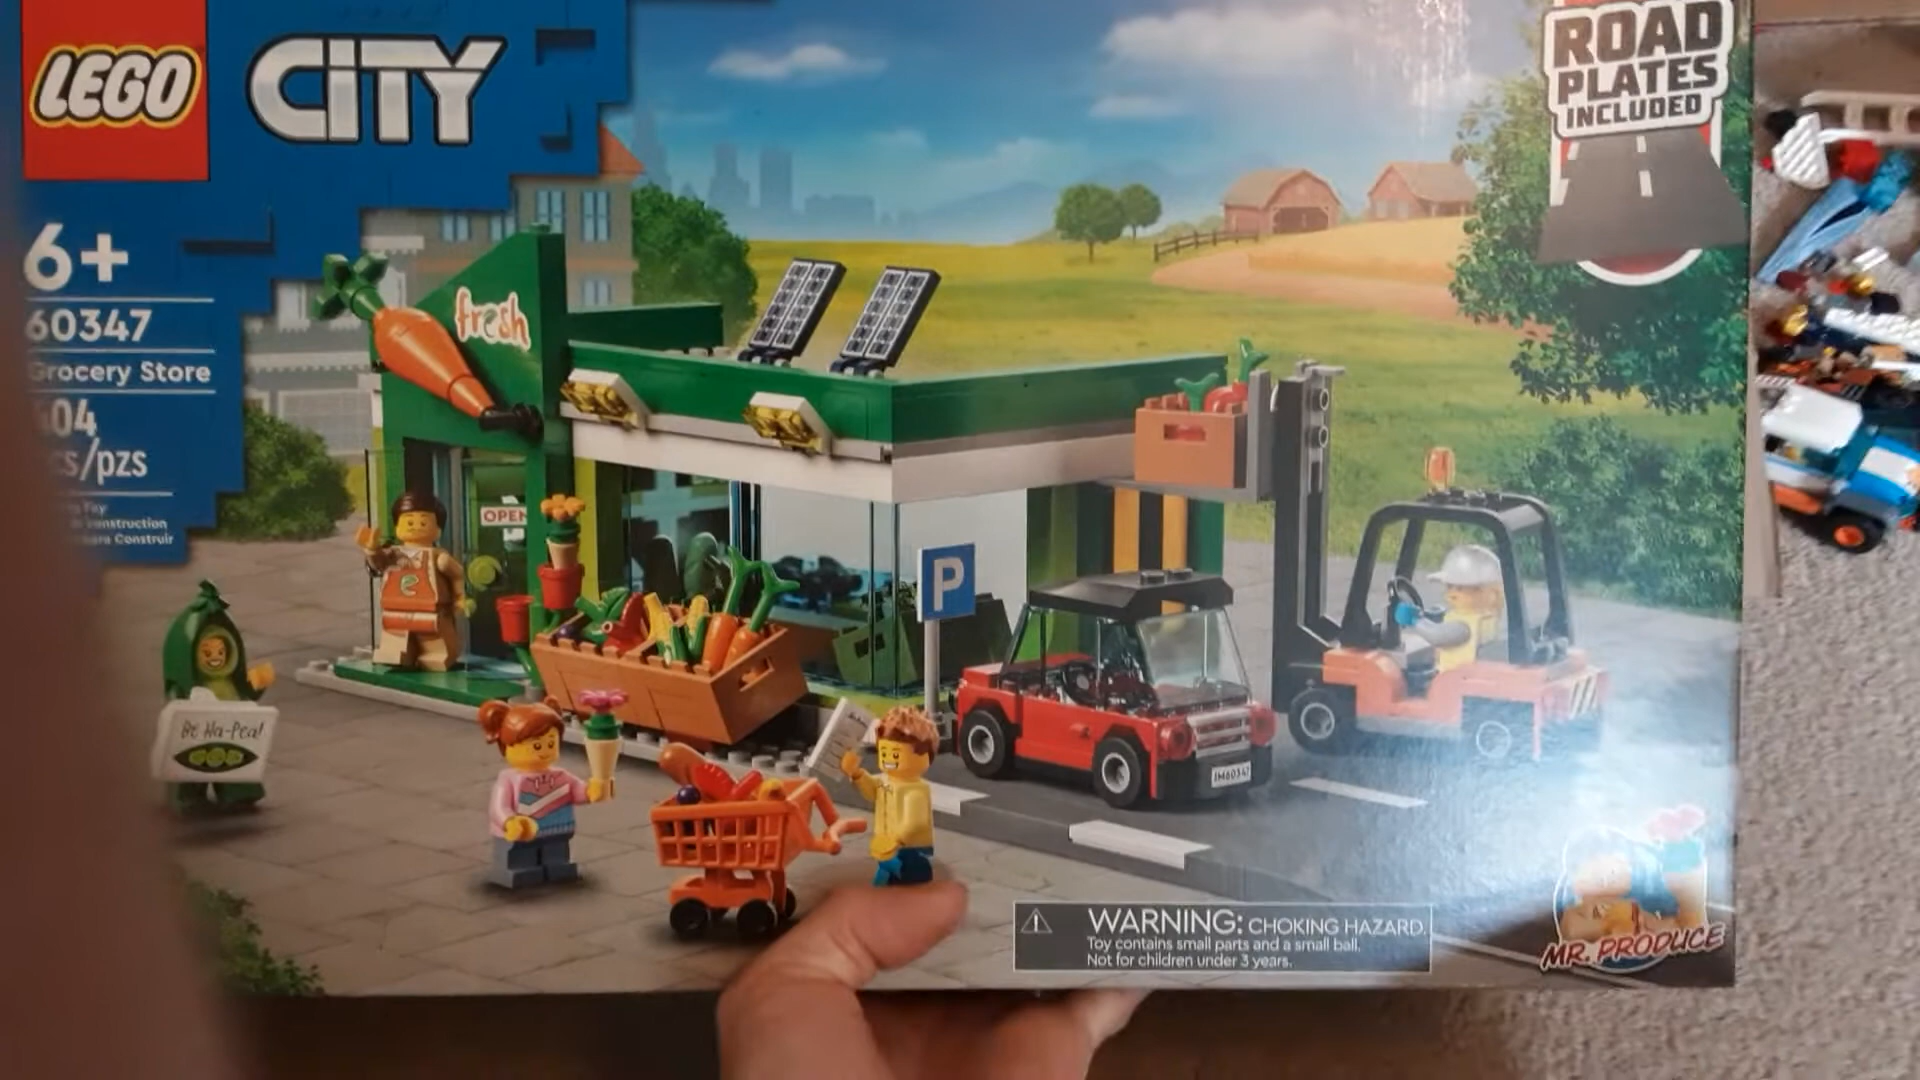 LEGO
CITY
ROAD
PLATES
INCLUDED
6+
60347
Grocery Store
fresh
OPEN
P
Be Ha-Pea!
JM60347
WARNING: CHOKING HAZARD.
Toy contains small parts and a small ball.
Not for children under 3 years.
MR. PRODUCE